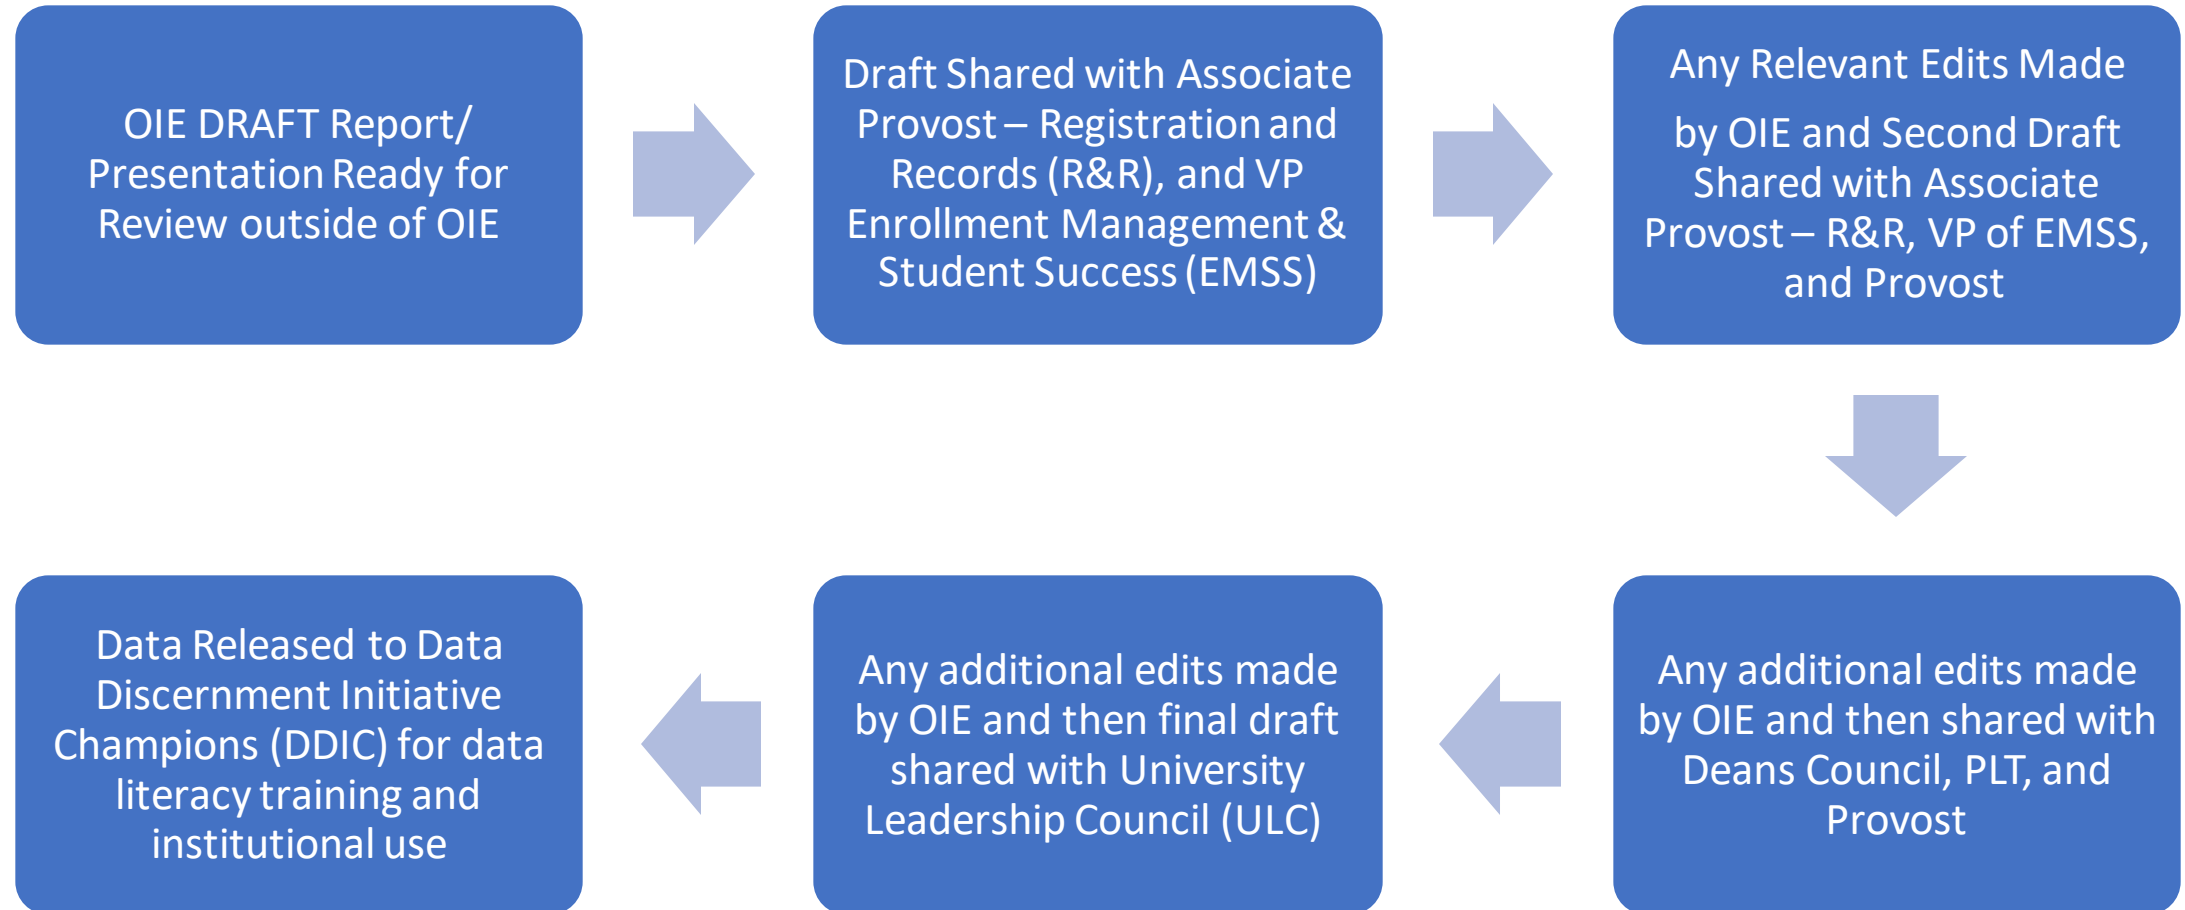 OIE DRAFT Report/
Presentation Ready for
Review outside of OIE
Draft Shared with Associate
Provost – Registration and
Records (R&R), and VP
Enrollment Management &
Student Success (EMSS)
Any Relevant Edits Made
by OIE and Second Draft
Shared with Associate
Provost – R&R, VP of EMSS,
and Provost
Any additional edits made
by OIE and then shared with
Deans Council, PLT, and
Provost
Any additional edits made
by OIE and then final draft
shared with University
Leadership Council (ULC)
Data Released to Data
Discernment Initiative
Champions (DDIC) for data
literacy training and
institutional use